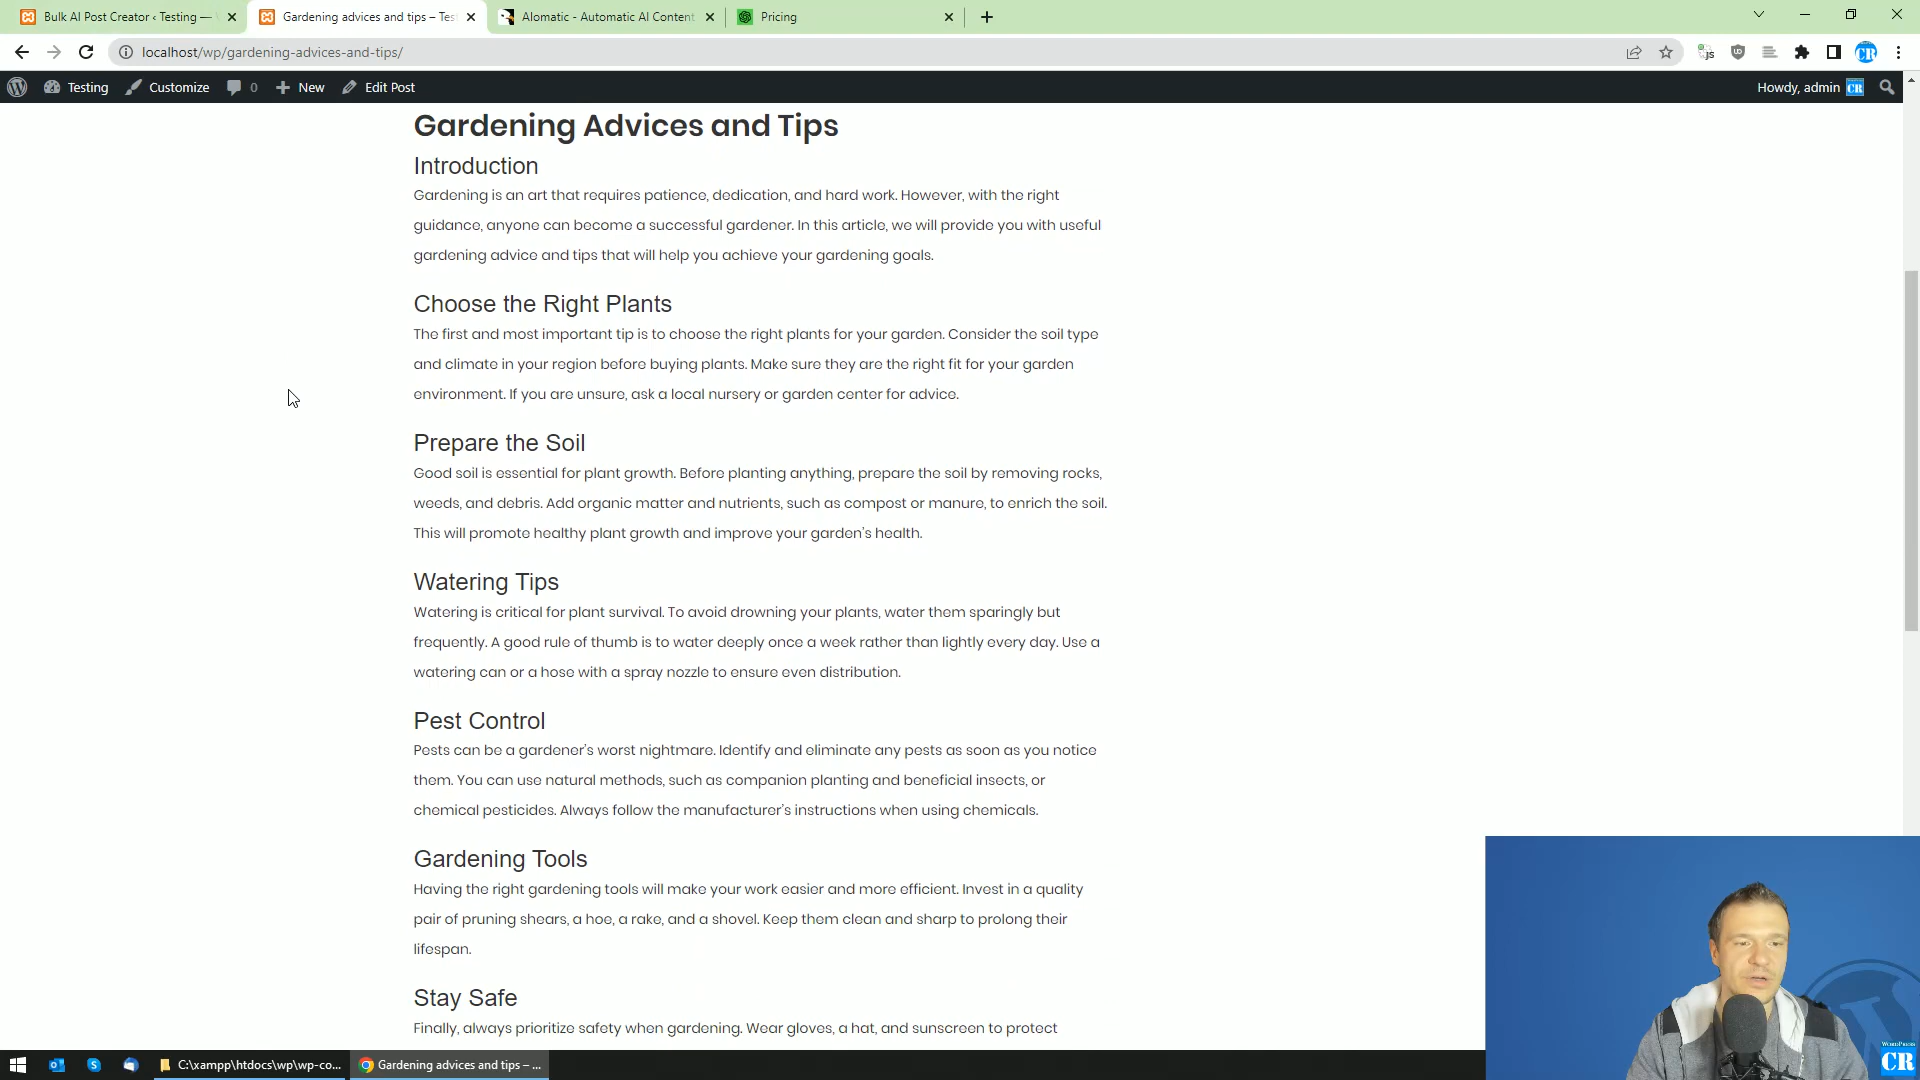 Bulk AI Post Creator ‹ Testing —
Gardening advices and tips – Tes
AIomatic - Automatic AI Content
Pricing
localhost/wp/gardening-advices-and-tips/
Testing
Customize
0
New
Edit Post
Howdy, admin
Gardening Advices and Tips
Introduction
Gardening is an art that requires patience, dedication, and hard work. However, with the right
guidance, anyone can become a successful gardener. In this article, we will provide you with useful
gardening advice and tips that will help you achieve your gardening goals.
Choose the Right Plants
The first and most important tip is to choose the right plants for your garden. Consider the soil type
and climate in your region before buying plants. Make sure they are the right fit for your garden
environment. If you are unsure, ask a local nursery or garden center for advice.
Prepare the Soil
Good soil is essential for plant growth. Before planting anything, prepare the soil by removing rocks,
weeds, and debris. Add organic matter and nutrients, such as compost or manure, to enrich the soil.
This will promote healthy plant growth and improve your garden's health.
Watering Tips
Watering is critical for plant survival. To avoid drowning your plants, water them sparingly but
frequently. A good rule of thumb is to water deeply once a week rather than lightly every day. Use a
watering can or a hose with a spray nozzle to ensure even distribution.
Pest Control
Pests can be a gardener's worst nightmare. Identify and eliminate any pests as soon as you notice
them. You can use natural methods, such as companion planting and beneficial insects, or
chemical pesticides. Always follow the manufacturer's instructions when using chemicals.
Gardening Tools
Having the right gardening tools will make your work easier and more efficient. Invest in a quality
pair of pruning shears, a hoe, a rake, and a shovel. Keep them clean and sharp to prolong their
lifespan.
Stay Safe
Finally, always prioritize safety when gardening. Wear gloves, a hat, and sunscreen to protect
C:\xampp\htdocs\wp\wp-co...
Gardening advices and tips – ...
WordPress
CR